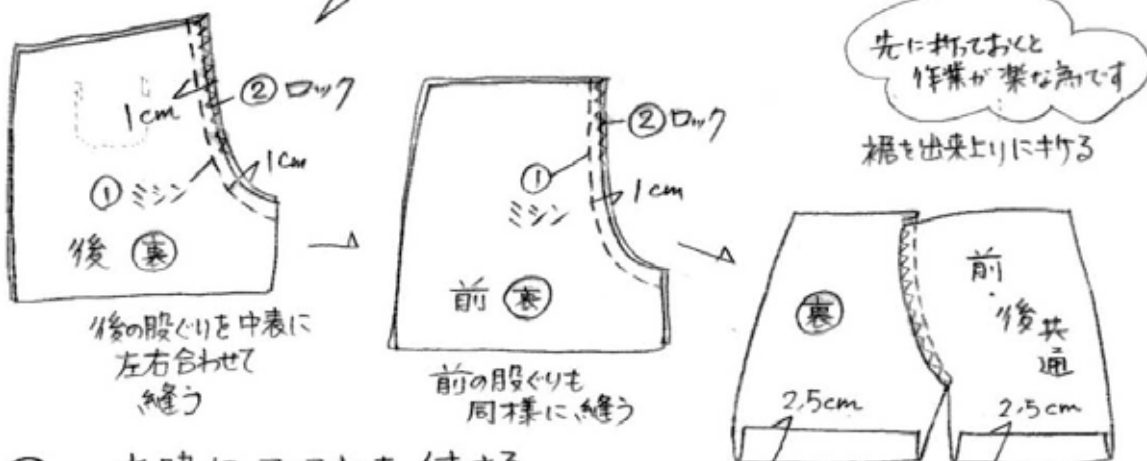 ② ロック
1cm
1cm
① ミシン
後 裏
後の股ぐりを中表に
左右合わせて
縫う
② ロック
①
ミシン
1cm
前 裏
前の股ぐりも
同様に、縫う
先に折っておくと
作業が楽な為です
裾を出来上りに折る
裏
前・後共通
2.5cm
2.5cm